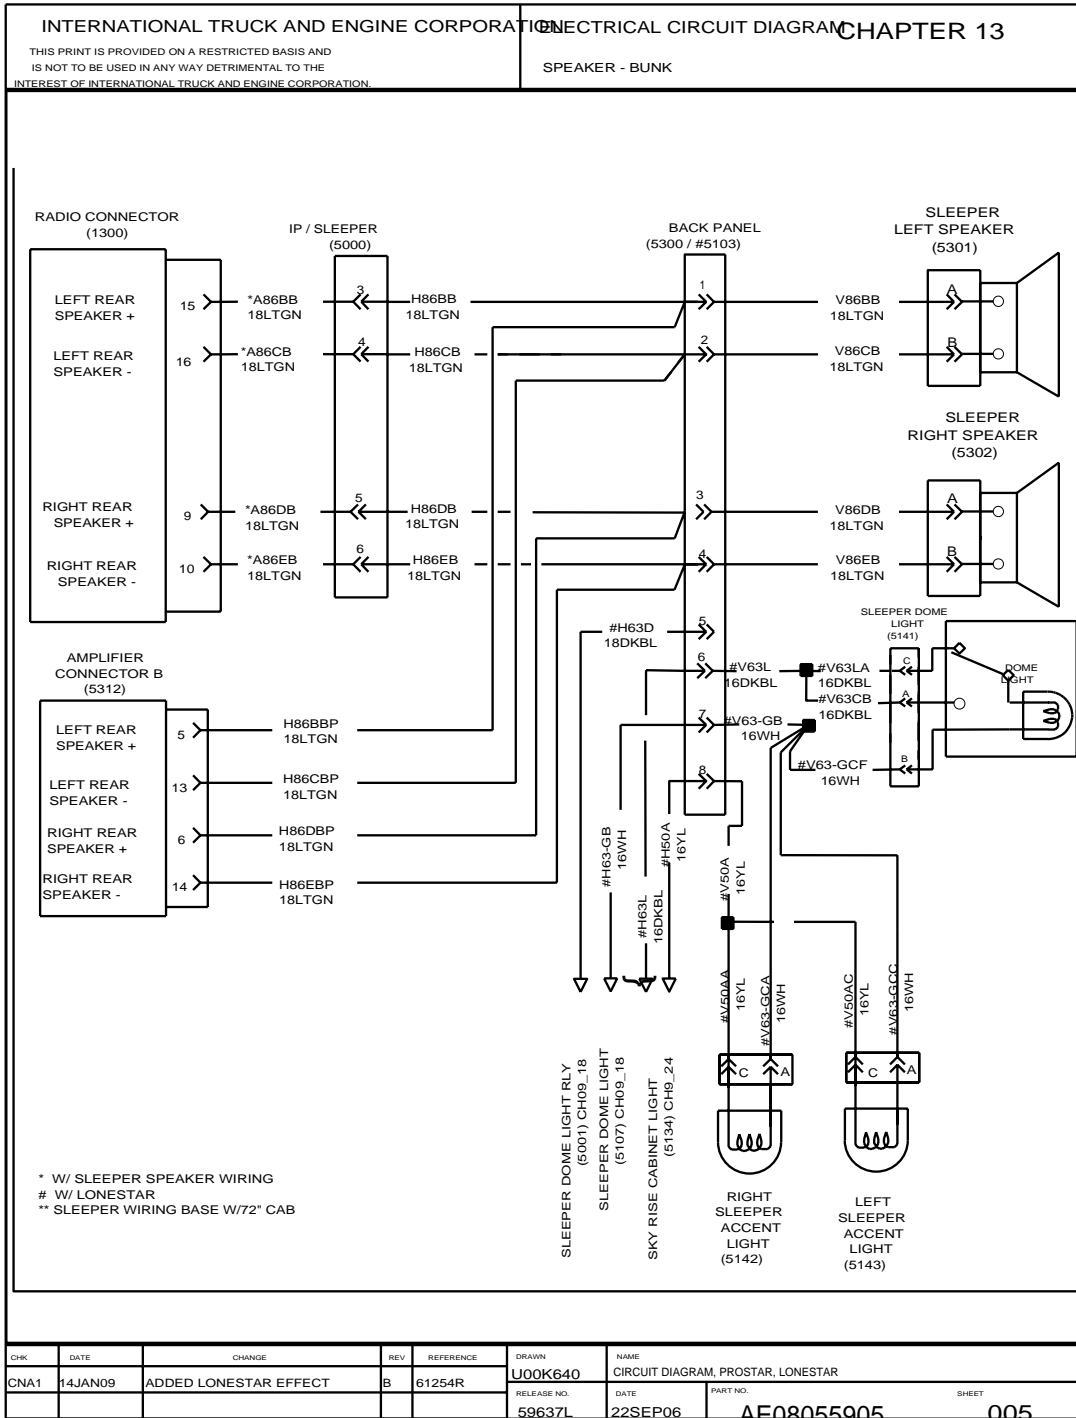 INTERNATIONAL TRUCK AND ENGINE CORPORATION
THIS PRINT IS PROVIDED ON A RESTRICTED BASIS AND
IS NOT TO BE USED IN ANY WAY DETRIMENTAL TO THE
INTEREST OF INTERNATIONAL TRUCK AND ENGINE CORPORATION.
ELECTRICAL CIRCUIT DIAGRAM
CHAPTER 13
SPEAKER - BUNK
RADIO CONNECTOR
(1300)
IP / SLEEPER
(5000)
BACK PANEL
(5300 / #5103)
SLEEPER
LEFT SPEAKER
(5301)
LEFT REAR
SPEAKER +
15
*A86BB
18LTGN
3
H86BB
18LTGN
1
V86BB
18LTGN
A
LEFT REAR
SPEAKER -
16
*A86CB
18LTGN
4
H86CB
18LTGN
2
V86CB
18LTGN
B
SLEEPER
RIGHT SPEAKER
(5302)
RIGHT REAR
SPEAKER +
9
*A86DB
18LTGN
5
H86DB
18LTGN
3
V86DB
18LTGN
A
RIGHT REAR
SPEAKER -
10
*A86EB
18LTGN
6
H86EB
18LTGN
4
V86EB
18LTGN
B
#H63D
18DKBL
5
6
#V63L
16DKBL
#V63LA
16DKBL
#V63CB
16DKBL
7
#V63-GB
16WH
#V63-GCF
16WH
8
SLEEPER DOME
LIGHT
(5141)
C
A
B
DOME
LIGHT
AMPLIFIER
CONNECTOR B
(5312)
LEFT REAR
SPEAKER +
5
H86BBP
18LTGN
LEFT REAR
SPEAKER -
13
H86CBP
18LTGN
RIGHT REAR
SPEAKER +
6
H86DBP
18LTGN
RIGHT REAR
SPEAKER -
14
H86EBP
18LTGN
#H63-GB
16WH
#H63L
16DKBL
#H50A
16YL
#V50A
16YL
#V50AA
16YL
#V63-GCA
16WH
#V50AC
16YL
#V63-GCC
16WH
SLEEPER DOME LIGHT RLY
(5001) CH09_18
SLEEPER DOME LIGHT
(5107) CH09_18
SKY RISE CABINET LIGHT
(5134) CH9_24
C
A
C
A
RIGHT
SLEEPER
ACCENT
LIGHT
(5142)
LEFT
SLEEPER
ACCENT
LIGHT
(5143)
* W/ SLEEPER SPEAKER WIRING
# W/ LONESTAR
** SLEEPER WIRING BASE W/72" CAB
CHK DATE CHANGE REV REFERENCE
CNA1 14JAN09 ADDED LONESTAR EFFECT B 61254R
DRAWN
U00K640
NAME
CIRCUIT DIAGRAM, PROSTAR, LONESTAR
RELEASE NO.
59637L
DATE
22SEP06
PART NO.
AE08055905
SHEET
005